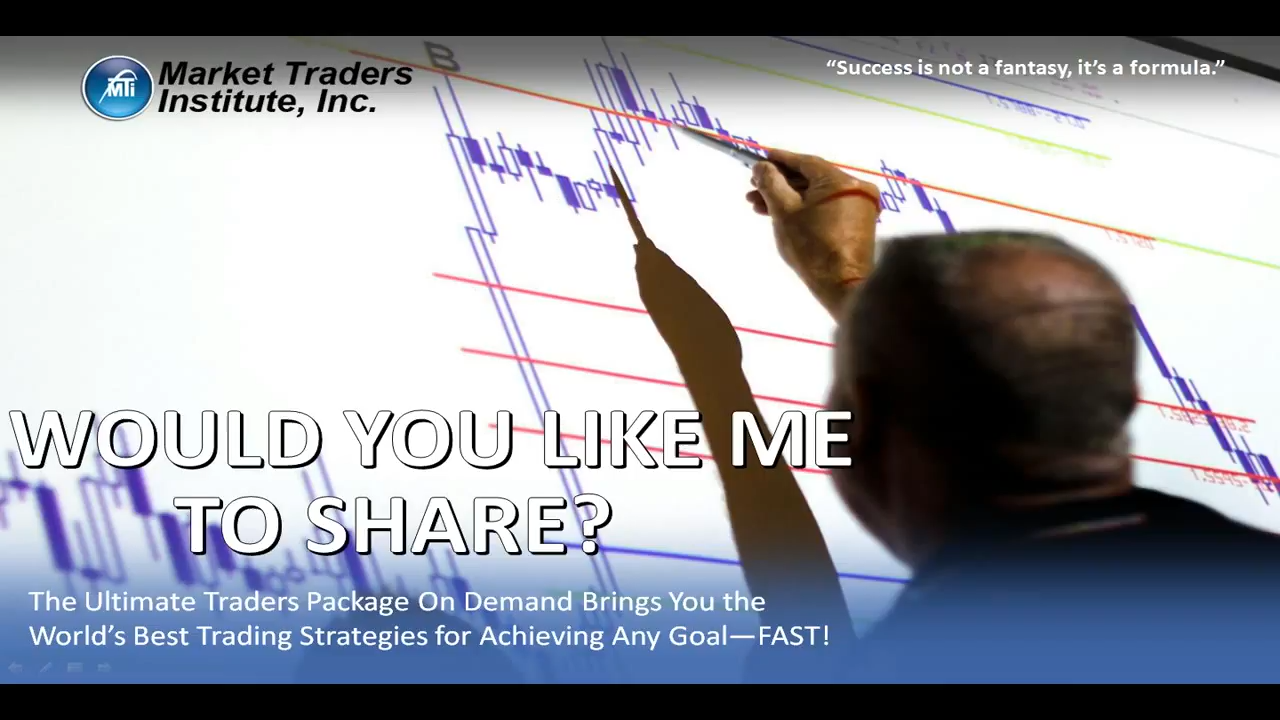 Market Traders
Institute, Inc.
MTi
“Success is not a fantasy, it’s a formula.”
B
WOULD YOU LIKE ME
TO SHARE?
The Ultimate Traders Package On Demand Brings You the
World’s Best Trading Strategies for Achieving Any Goal—FAST!